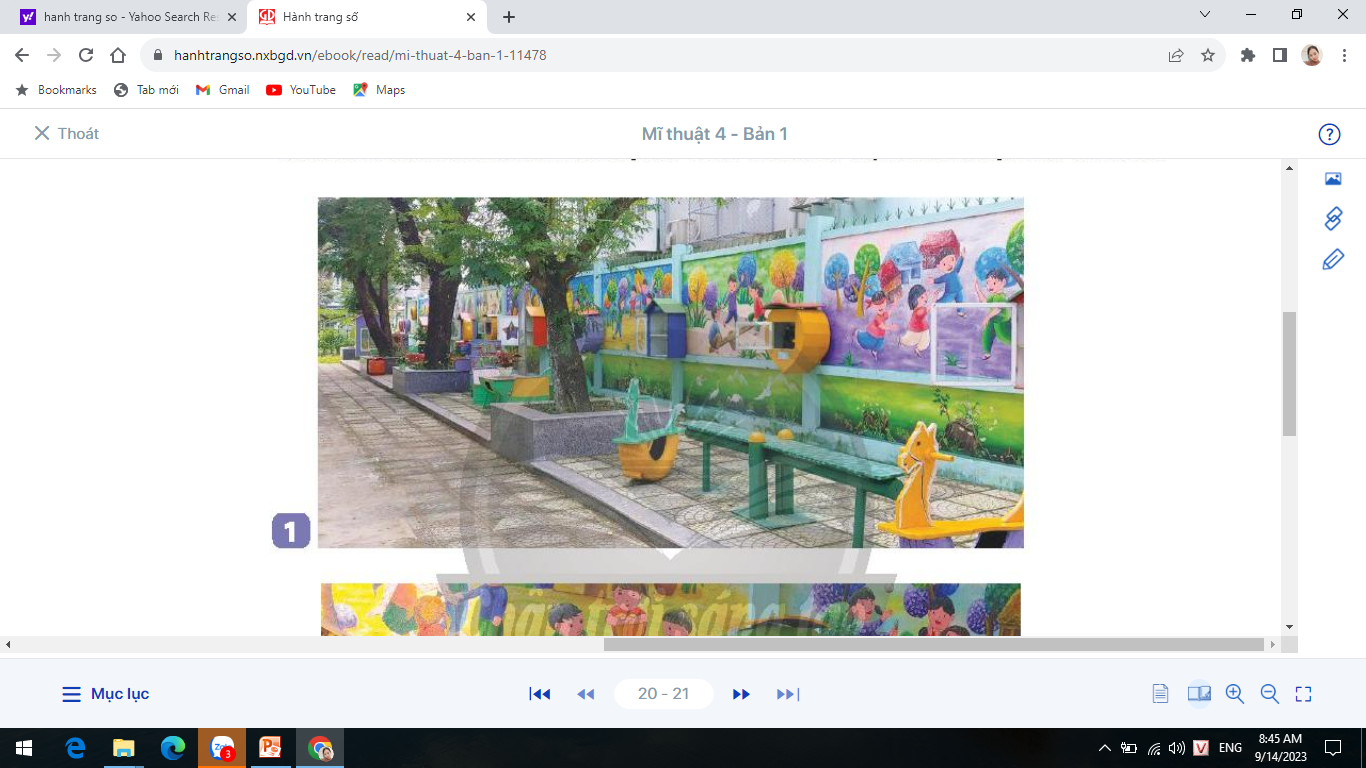 hanh trang so - Yahoo Search Re
Hành trang số
hanhtrangso.nxbgd.vn/ebook/read/mi-thuat-4-ban-1-11478
Bookmarks Tab mới Gmail YouTube Maps
Thoát
Mĩ thuật 4 - Bản 1
1
Mục lục
20 - 21
Zalo
3
V ENG
8:45 AM
9/14/2023